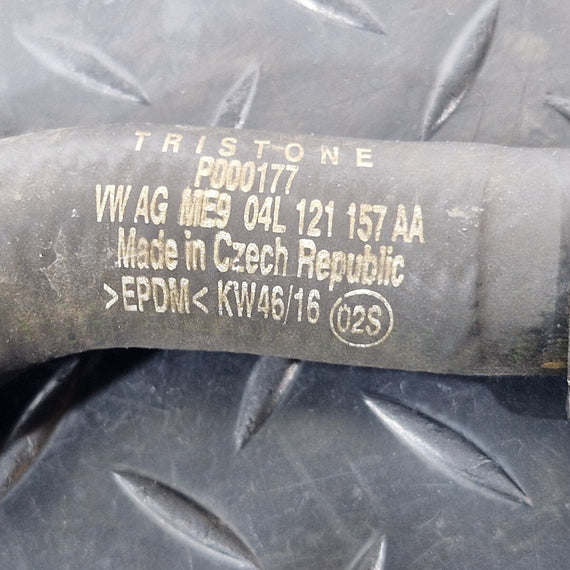 TRISTONE
P000177
VW AG ME9 04L 121 157 AA
Made in Czech Republic
>EPDM< KW46/16 02S